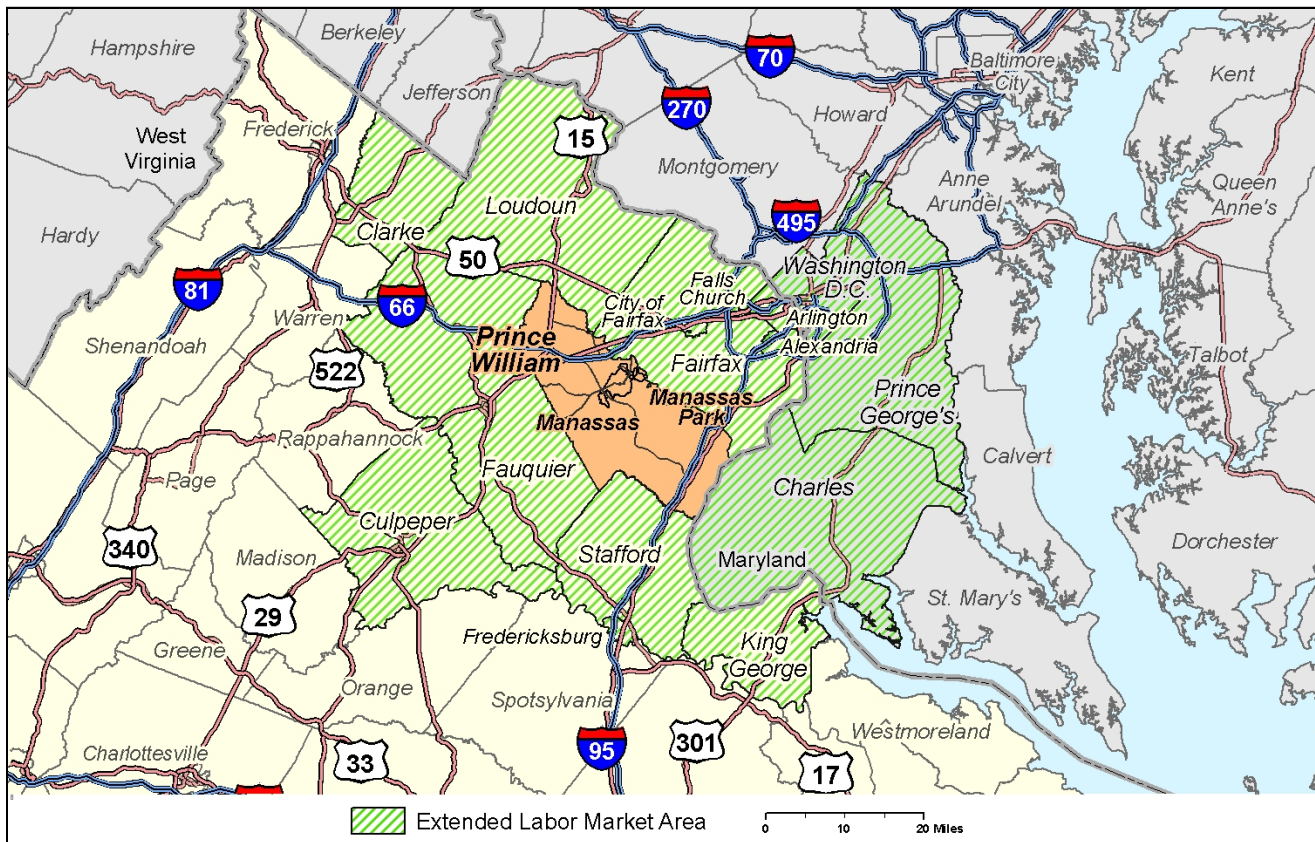 Hampshire
Berkeley
70
Baltimore
City
Kent
Jefferson
270
Howard
Frederick
15
West
Virginia
Montgomery
Anne
Arundel
Queen
Anne's
Loudoun
495
Hardy
Clarke
50
Washington
D.C.
Falls
Church
81
66
City of
Fairfax
Arlington
Warren
Prince
William
Shenandoah
Fairfax
Alexandria
Talbot
522
Manassas
Park
Prince
George's
Manassas
Rappahannock
Calvert
Fauquier
Page
Charles
Culpeper
Dorchester
340
Madison
Stafford
Maryland
St. Mary's
29
Fredericksburg
King
George
Greene
Orange
Spotsylvania
Westmoreland
Charlottesville
33
95
301
17
Extended Labor Market Area
0 10 20 Miles